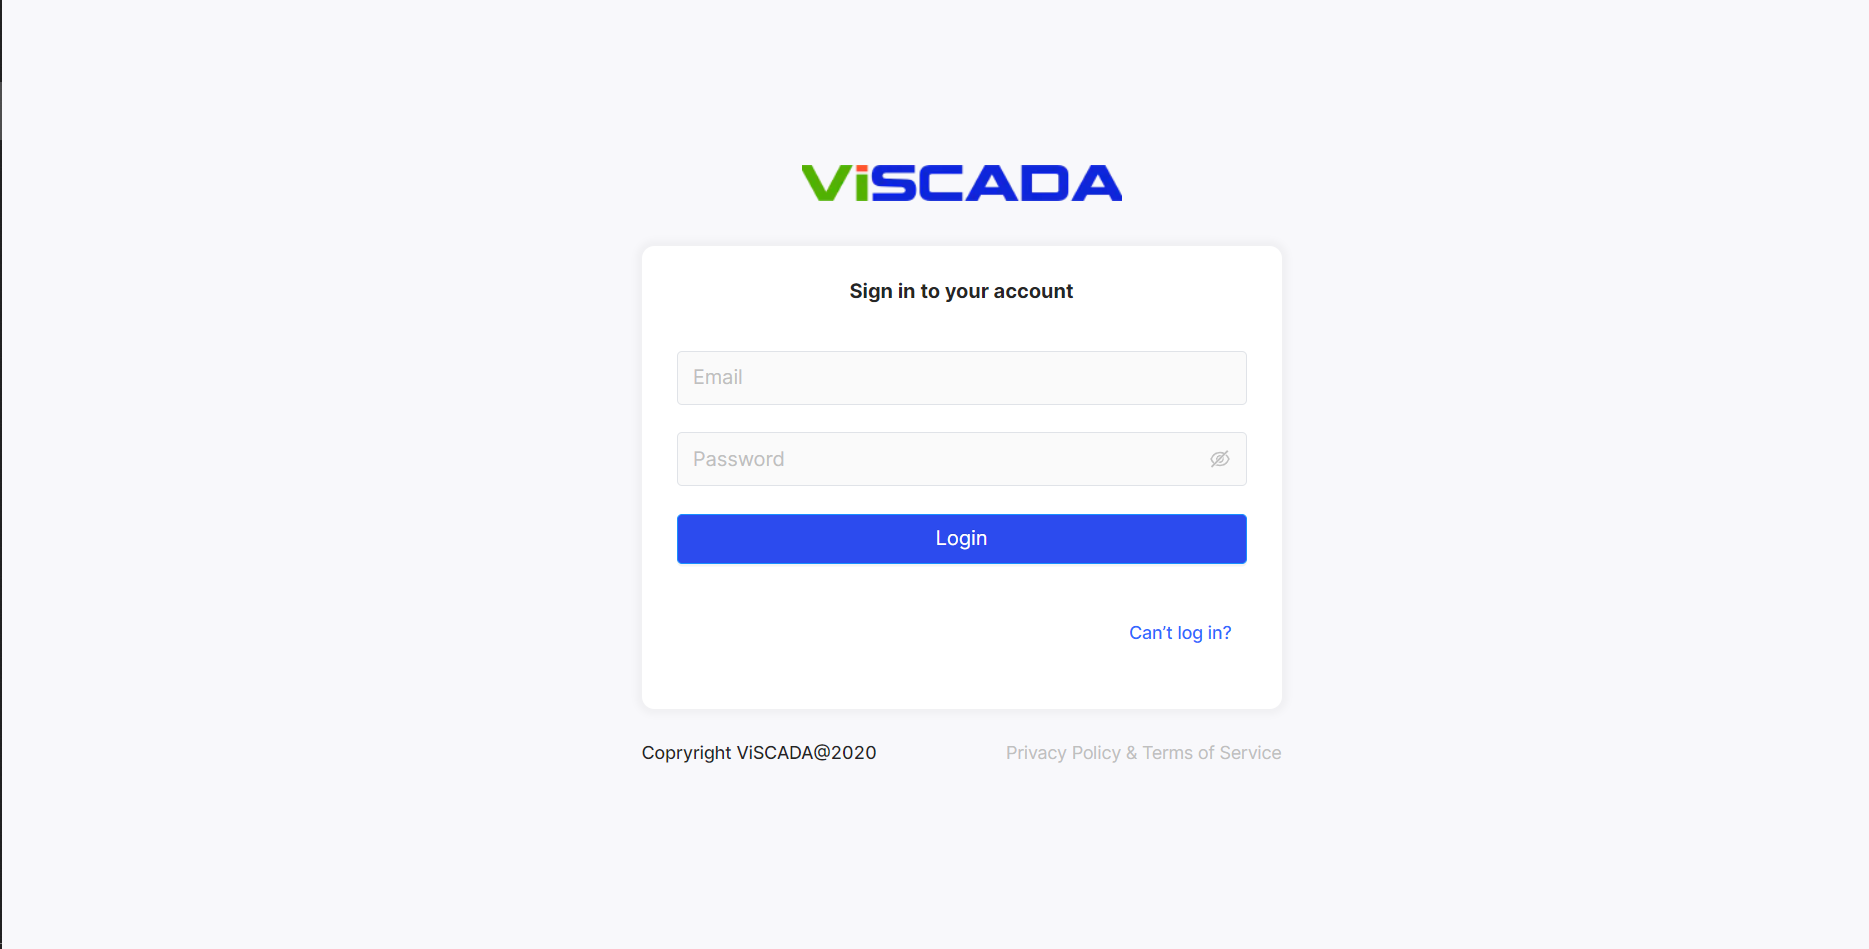 ViSCADA
Sign in to your account
Email
Password
Login
Can’t log in?
Copryright ViSCADA@2020
Privacy Policy & Terms of Service